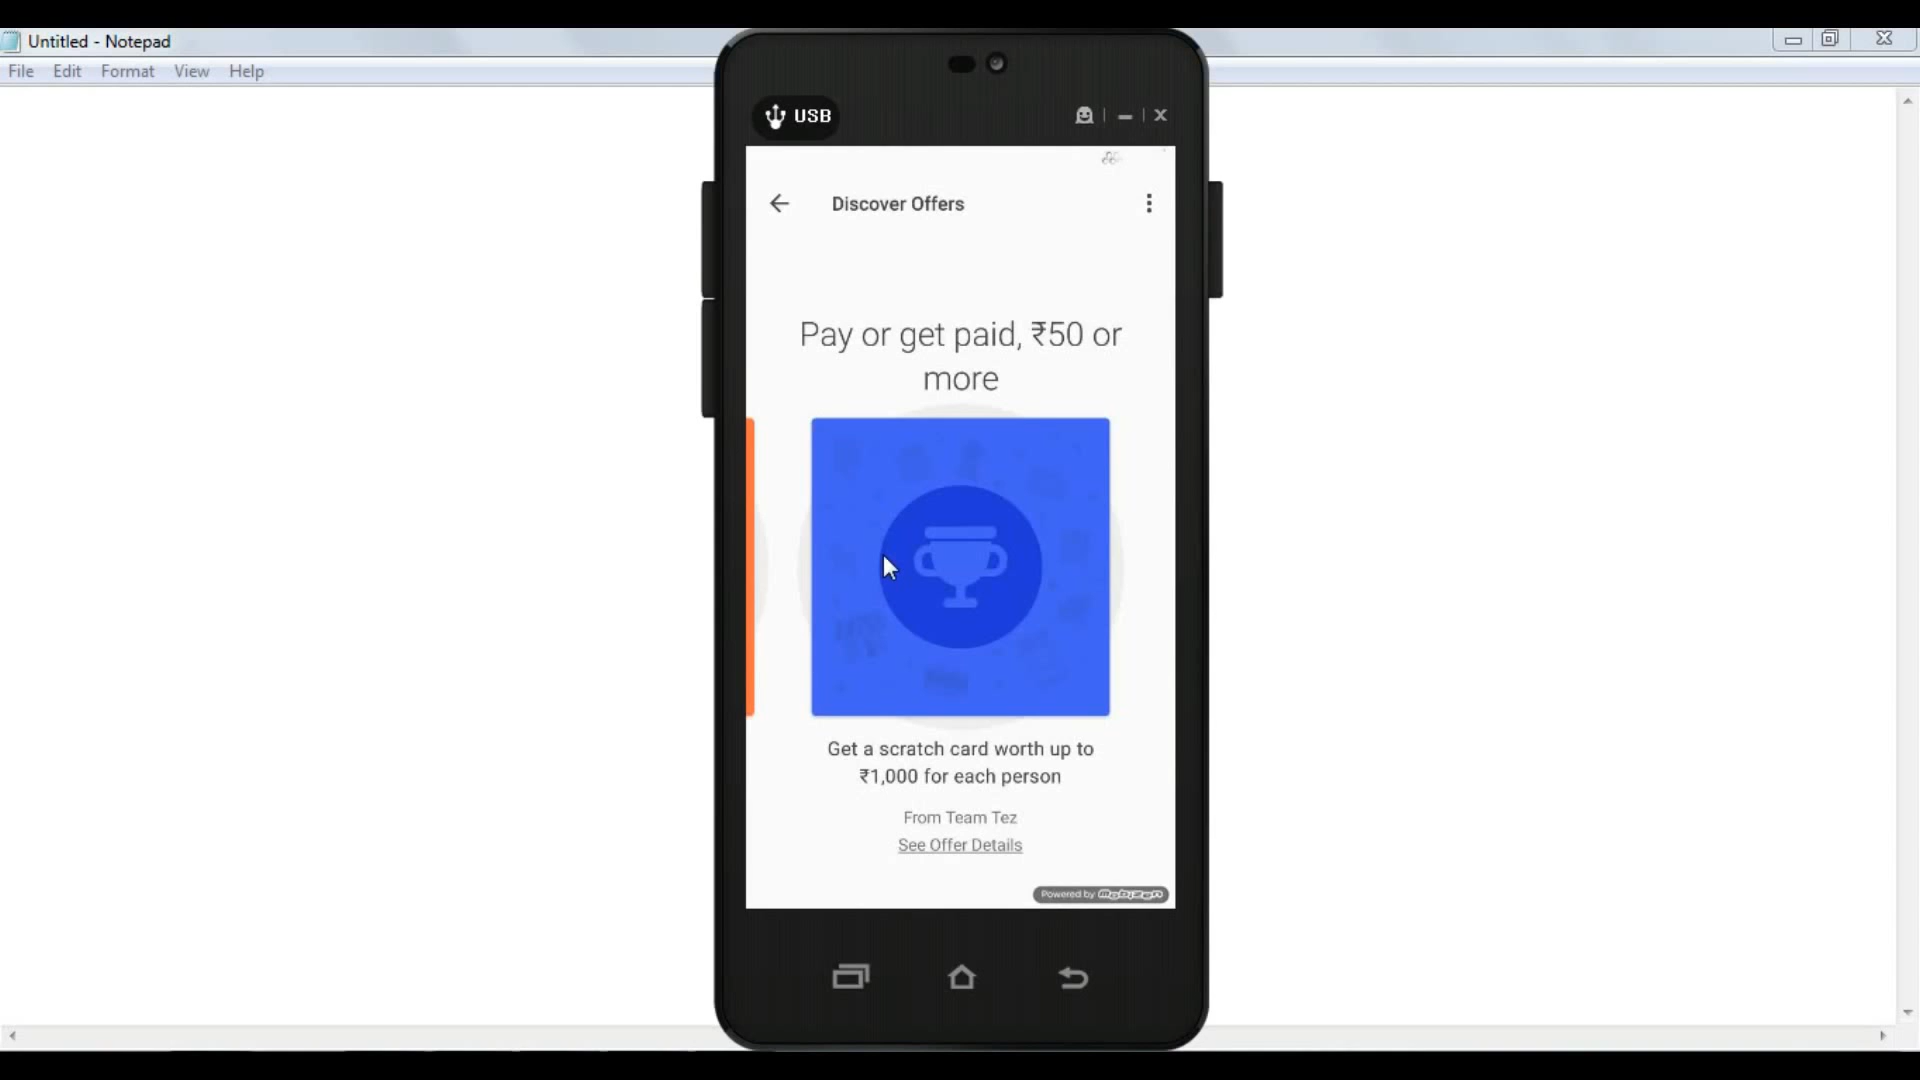 Untitled - Notepad
File Edit Format View Help
USB
Discover Offers
Pay or get paid, ₹50 or
more
Get a scratch card worth up to
₹1,000 for each person
From Team Tez
See Offer Details
Powered by mobizen